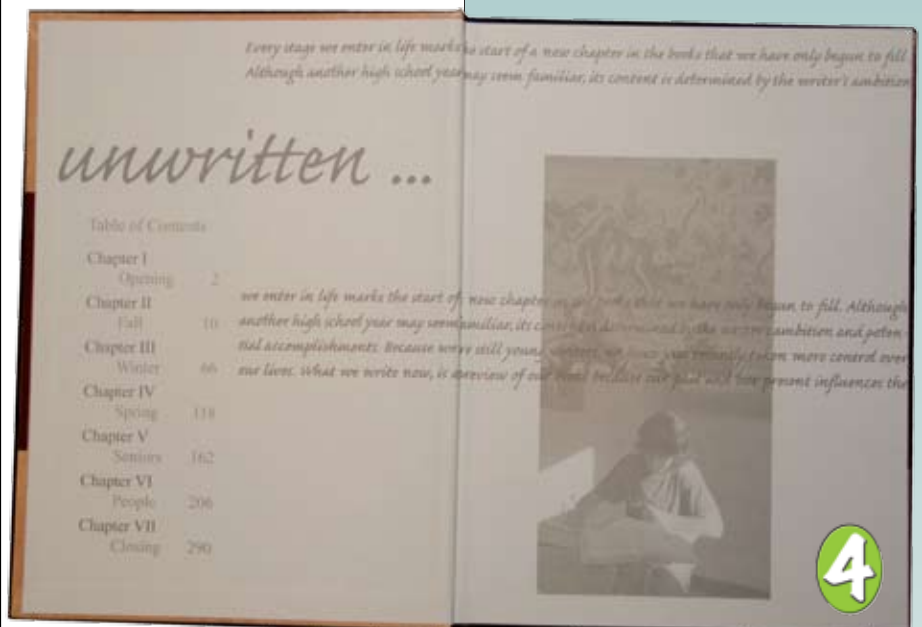 Every stage we enter in life marks the start of a new chapter in the books that we have only begun to fill.
Although another high school year may seem familiar, its content is determined by the writer's ambition
unwritten ...
Table of Contents
Chapter I
Opening 2
Chapter II
Fall 10
Chapter III
Winter 66
Chapter IV
Spring 118
Chapter V
Seniors 162
Chapter VI
People 206
Chapter VII
Closing 290
we enter in life marks the start of new chapter in books that we have only begun to fill. Although
another high school year may seem familiar, its content is determined by the writer's ambition and poten-
tial accomplishments. Because we're still young writers, we have just recently taken more control over
our lives. What we write now, is a preview of our because our past and our present influences the
4